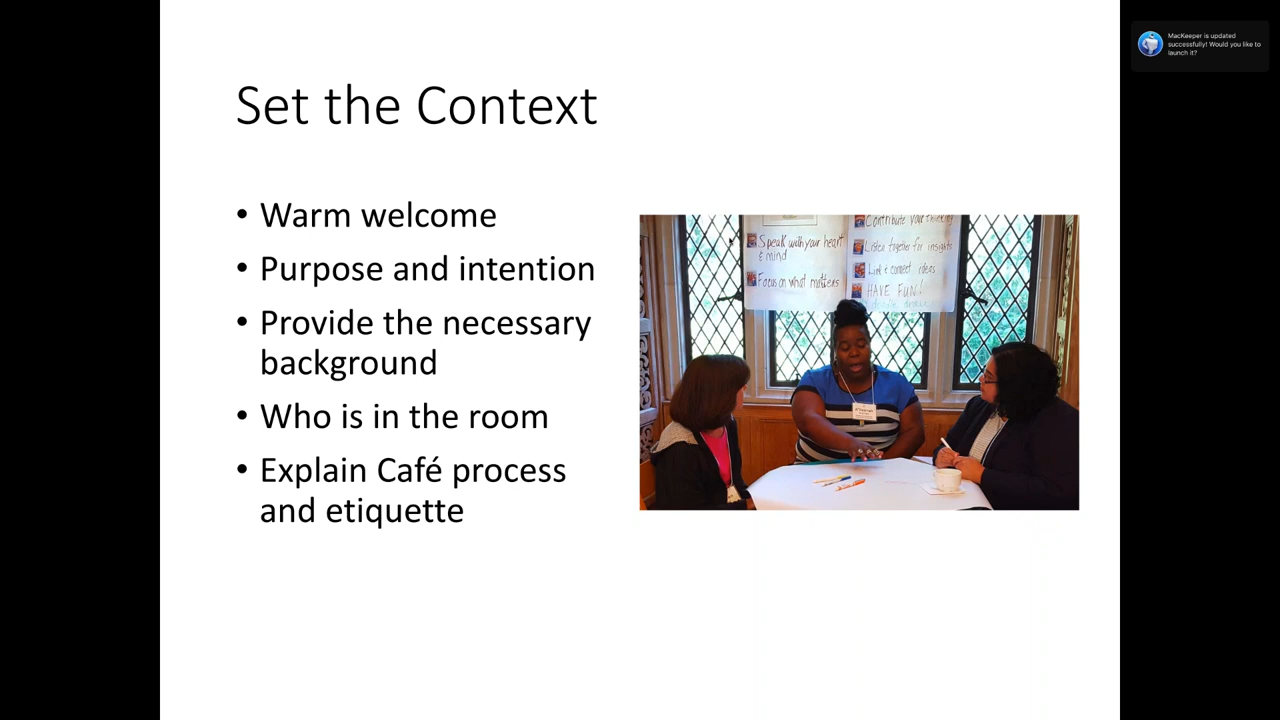 MacKeeper is updated
successfully! Would you like to
launch it?
Set the Context
• Warm welcome
• Purpose and intention
• Provide the necessary
background
• Who is in the room
• Explain Café process
and etiquette
Speak with your heart
& mind
Focus on what matters
Contribute your thinking
Listen together for insights
Link & connect ideas
HAVE FUN!